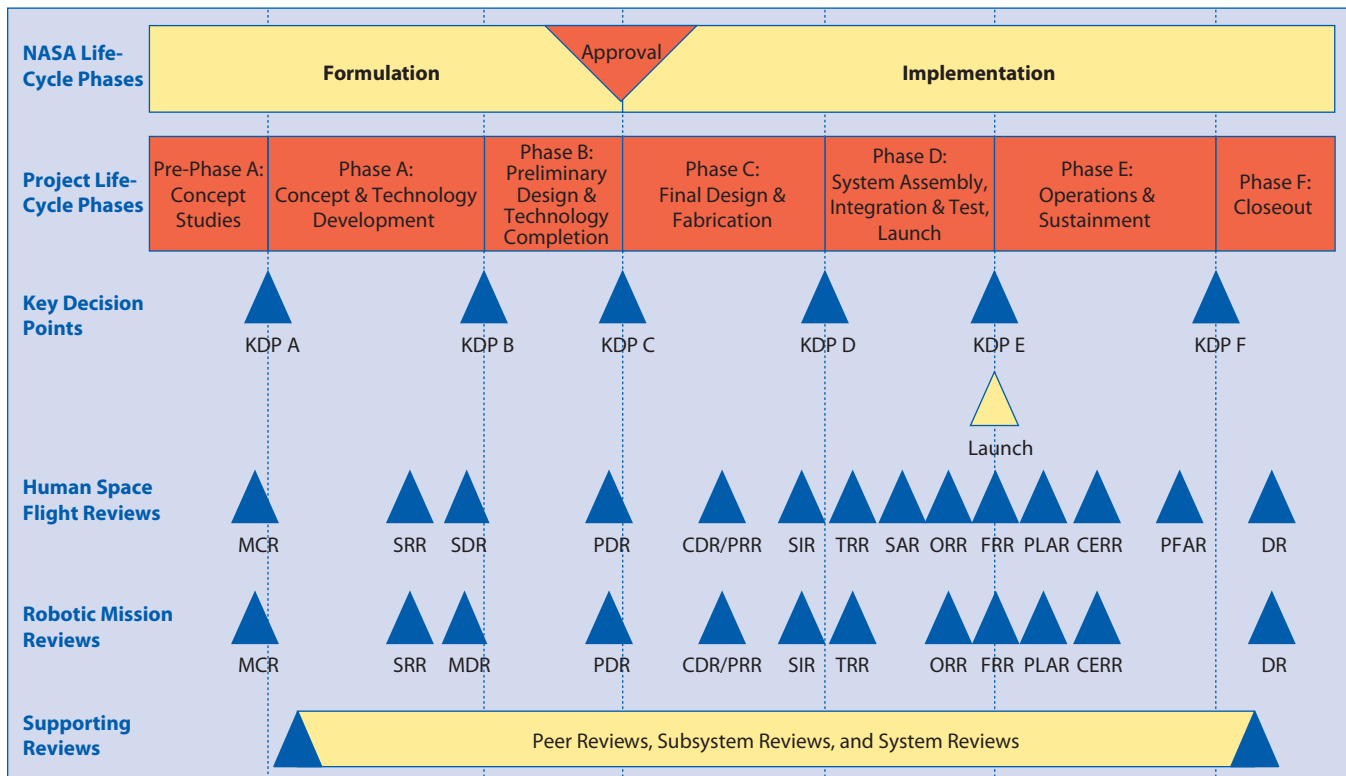 NASA Life-
Cycle Phases
Formulation
Approval
Implementation
Project Life-
Cycle Phases
Pre-Phase A:
Concept
Studies
Phase A:
Concept & Technology
Development
Phase B:
Preliminary
Design &
Technology
Completion
Phase C:
Final Design &
Fabrication
Phase D:
System Assembly,
Integration & Test,
Launch
Phase E:
Operations &
Sustainment
Phase F:
Closeout
Key Decision
Points
KDP A
KDP B
KDP C
KDP D
KDP E
KDP F
Launch
Human Space
Flight Reviews
MCR
SRR
SDR
PDR
CDR/PRR
SIR
TRR
SAR
ORR
FRR
PLAR
CERR
PFAR
DR
Robotic Mission
Reviews
MCR
SRR
MDR
PDR
CDR/PRR
SIR
TRR
ORR
FRR
PLAR
CERR
DR
Supporting
Reviews
Peer Reviews, Subsystem Reviews, and System Reviews